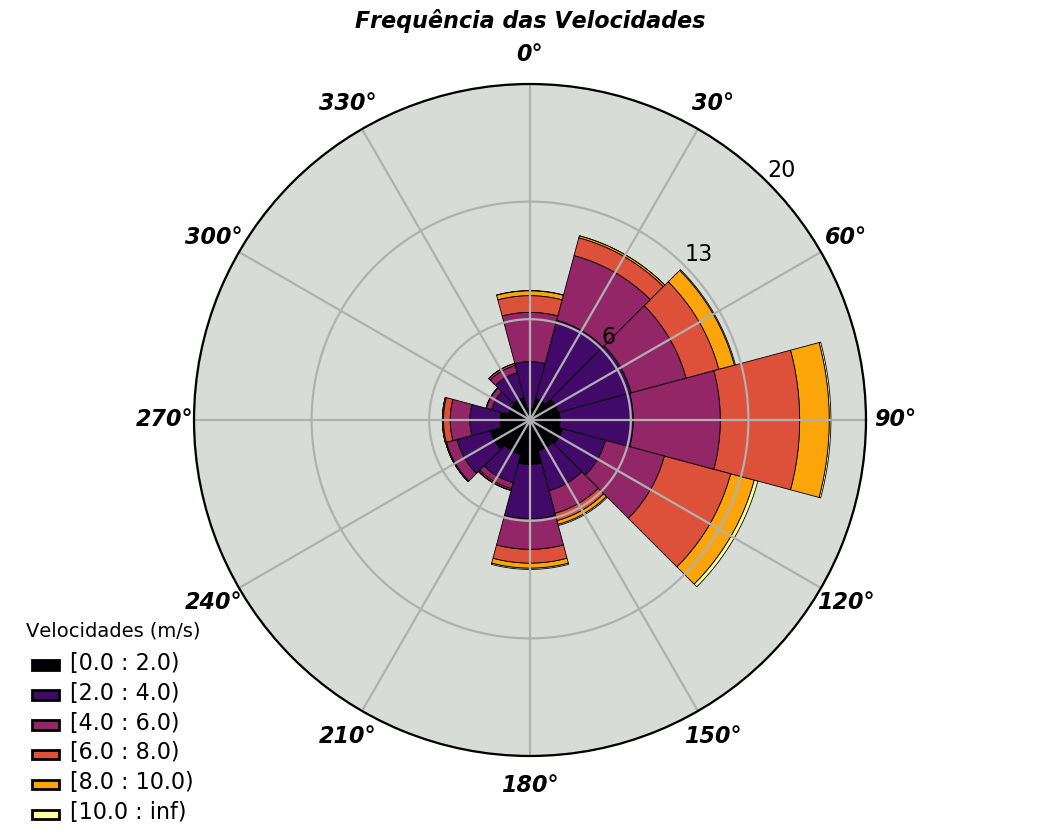 Frequência das Velocidades
0°
330°
30°
20
300°
60°
13
6
270°
90°
240°
120°
210°
150°
180°
Velocidades (m/s)
[0.0 : 2.0)
[2.0 : 4.0)
[4.0 : 6.0)
[6.0 : 8.0)
[8.0 : 10.0)
[10.0 : inf)